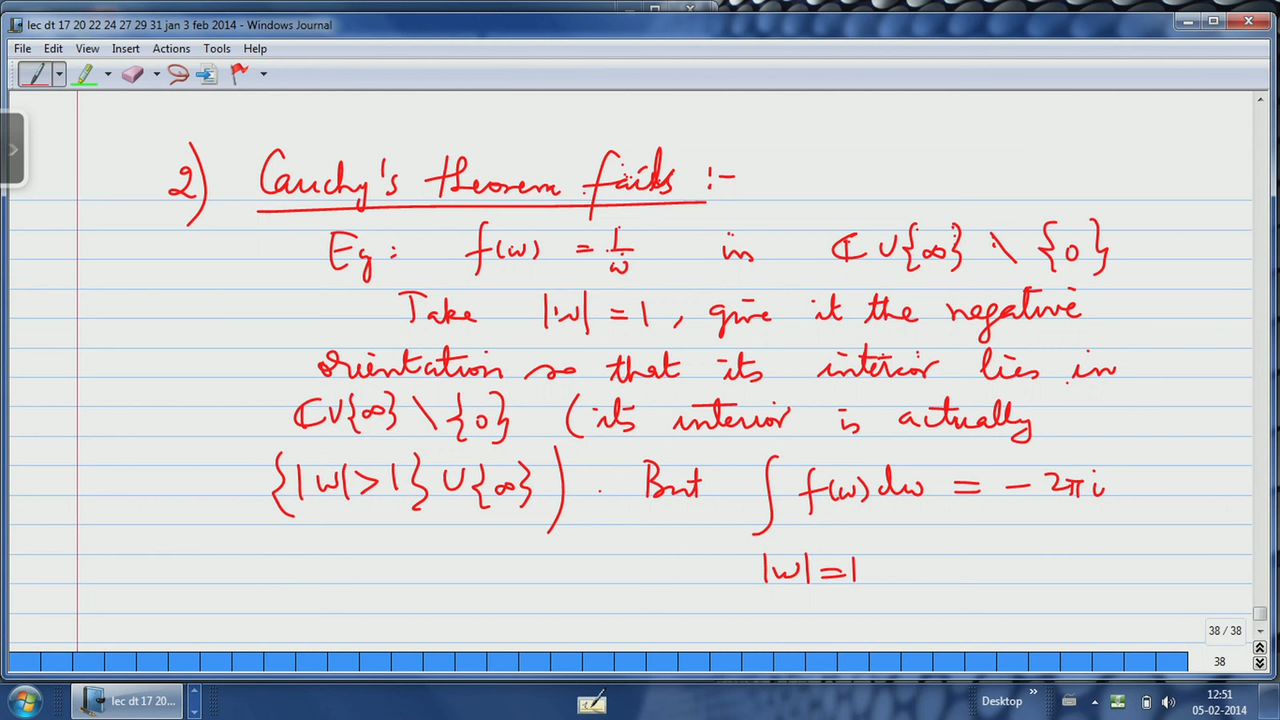 lec dt 17 20 22 24 27 29 31 jan 3 feb 2014 - Windows Journal
File Edit View Insert Actions Tools Help
2) Cauchy's theorem fails :-
Eg: f(w) = 1/w in ℂ ∪ {∞} \ {0}
Take |w| = 1, give it the negative
orientation so that its interior lies in
ℂ ∪ {∞} \ {0} (its interior is actually
{|w| > 1} ∪ {∞}). But ∫ f(w) dw = - 2πi
|w| = 1
38 / 38
38
lec dt 17 20...
Desktop
12:51
05-02-2014